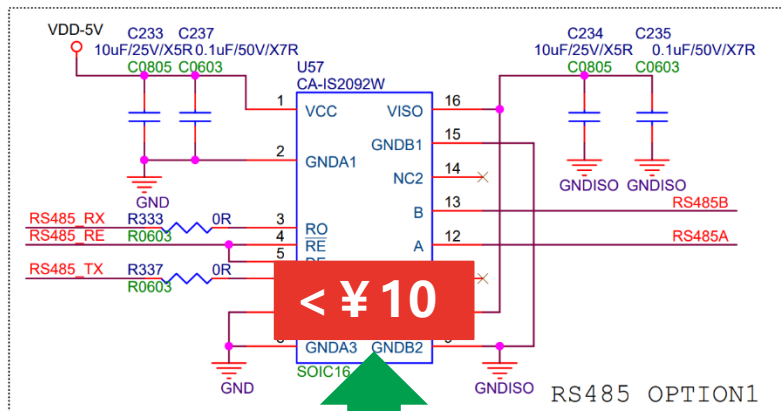 VDD-5V
C233 C237
10uF/25V/X5R 0.1uF/50V/X7R
C0805 C0603
C234 C235
10uF/25V/X5R 0.1uF/50V/X7R
C0805 C0603
U57
CA-IS2092W
1 VCC VISO 16
GNDB1 15
2 GNDA1
NC2 14
GND
GNDISO GNDISO
RS485_RX R333 0R 3 RO B 13 RS485B
R0603
RS485_RE 4 RE A 12 RS485A
5
RS485_TX R337 0R
R0603
< ¥ 10
GNDA3 GNDB2
SOIC16
GND
GNDISO
RS485 OPTION1